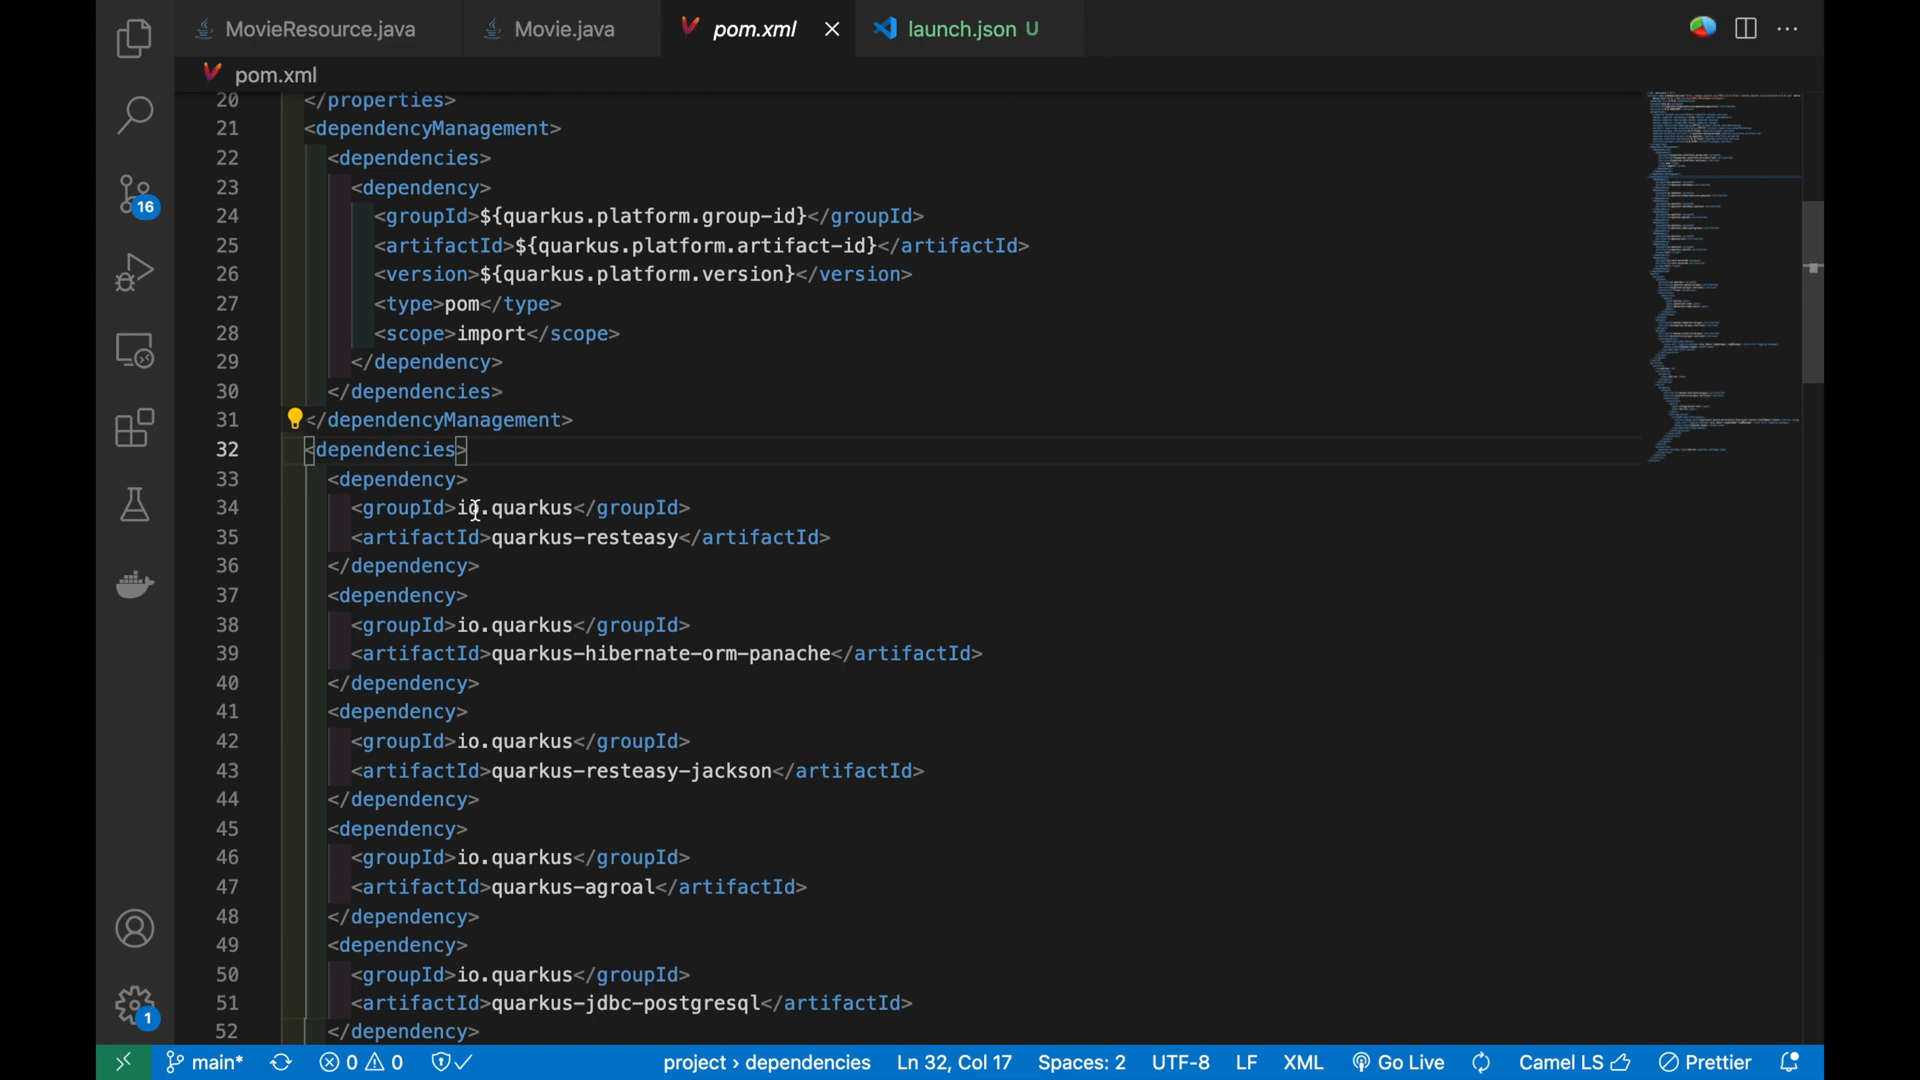 MovieResource.java
Movie.java
pom.xml
launch.json U
pom.xml
20 </properties>
21 <dependencyManagement>
22 <dependencies>
23 <dependency>
24 <groupId>${quarkus.platform.group-id}</groupId>
25 <artifactId>${quarkus.platform.artifact-id}</artifactId>
26 <version>${quarkus.platform.version}</version>
27 <type>pom</type>
28 <scope>import</scope>
29 </dependency>
30 </dependencies>
31 </dependencyManagement>
32 <dependencies>
33 <dependency>
34 <groupId>io.quarkus</groupId>
35 <artifactId>quarkus-resteasy</artifactId>
36 </dependency>
37 <dependency>
38 <groupId>io.quarkus</groupId>
39 <artifactId>quarkus-hibernate-orm-panache</artifactId>
40 </dependency>
41 <dependency>
42 <groupId>io.quarkus</groupId>
43 <artifactId>quarkus-resteasy-jackson</artifactId>
44 </dependency>
45 <dependency>
46 <groupId>io.quarkus</groupId>
47 <artifactId>quarkus-agroal</artifactId>
48 </dependency>
49 <dependency>
50 <groupId>io.quarkus</groupId>
51 <artifactId>quarkus-jdbc-postgresql</artifactId>
52 </dependency>
16
1
main* 0 0 project › dependencies Ln 32, Col 17 Spaces: 2 UTF-8 LF XML Go Live Camel LS Prettier